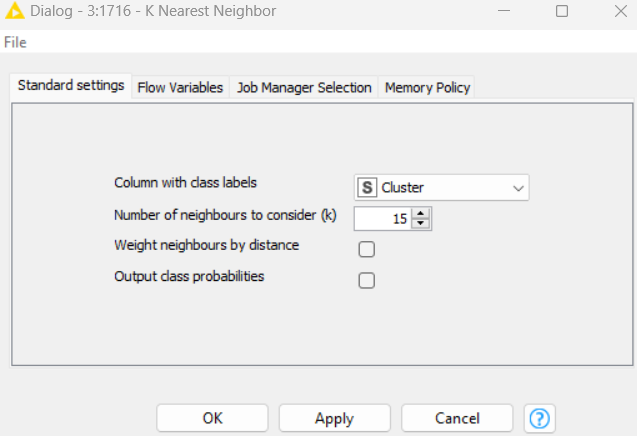 Dialog - 3:1716 - K Nearest Neighbor
File
Standard settings Flow Variables Job Manager Selection Memory Policy
Column with class labels S Cluster
Number of neighbours to consider (k) 15
Weight neighbours by distance
Output class probabilities
OK Apply Cancel ?